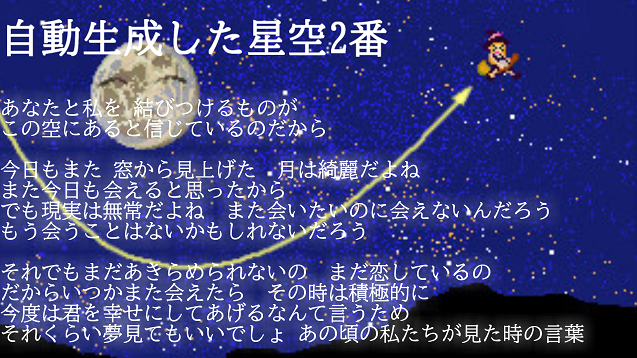 自動生成した星空2番
あなたと私を 結びつけるものが
この空にあると信じているのだから
今日もまた 窓から見上げた 月は綺麗だよね
また今日も会えると思ったから
でも現実は無常だよね また会いたいのに会えないんだろう
もう会うことはないかもしれないだろう
それでもまだあきらめられないの まだ恋しているの
だからいつかまた会えたら その時は積極的に
今度は君を幸せにしてあげるなんて言うため
それくらい夢見てもいいでしょ あの頃の私たちが見た時の言葉